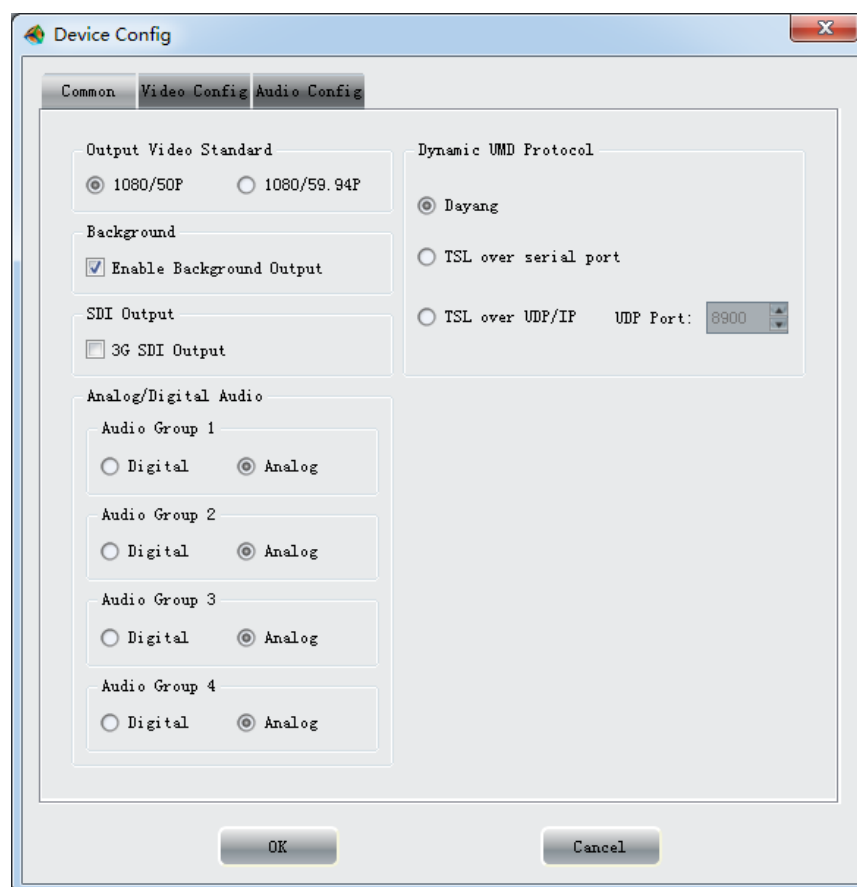 Device Config
Common Video Config Audio Config
Output Video Standard
1080/50P 1080/59.94P
Background
Enable Background Output
SDI Output
3G SDI Output
Analog/Digital Audio
Audio Group 1
Digital Analog
Audio Group 2
Digital Analog
Audio Group 3
Digital Analog
Audio Group 4
Digital Analog
Dynamic UMD Protocol
Dayang
TSL over serial port
TSL over UDP/IP UDP Port: 8900
OK Cancel